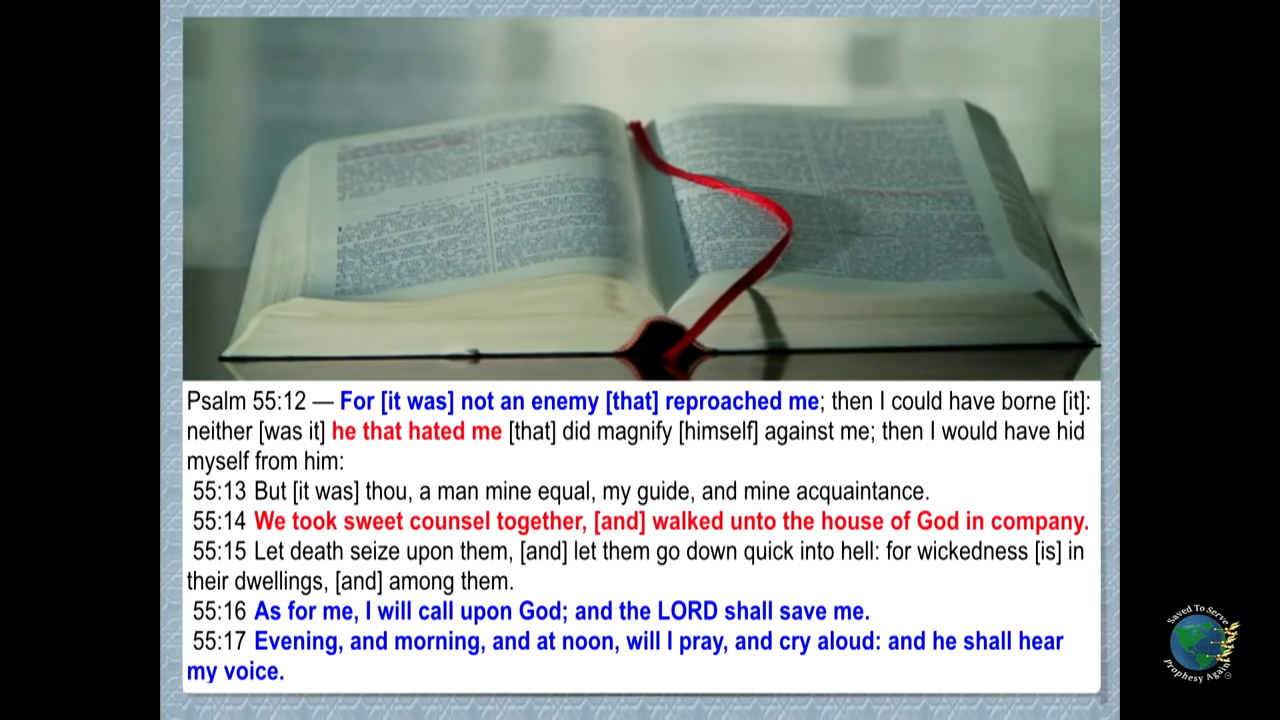 Psalm 55:12 — For [it was] not an enemy [that] reproached me; then I could have borne [it]:
neither [was it] he that hated me [that] did magnify [himself] against me; then I would have hid
myself from him:
55:13 But [it was] thou, a man mine equal, my guide, and mine acquaintance.
55:14 We took sweet counsel together, [and] walked unto the house of God in company.
55:15 Let death seize upon them, [and] let them go down quick into hell: for wickedness [is] in
their dwellings, [and] among them.
55:16 As for me, I will call upon God; and the LORD shall save me.
55:17 Evening, and morning, and at noon, will I pray, and cry aloud: and he shall hear
my voice.
Saved To Serve
Prophesy Again